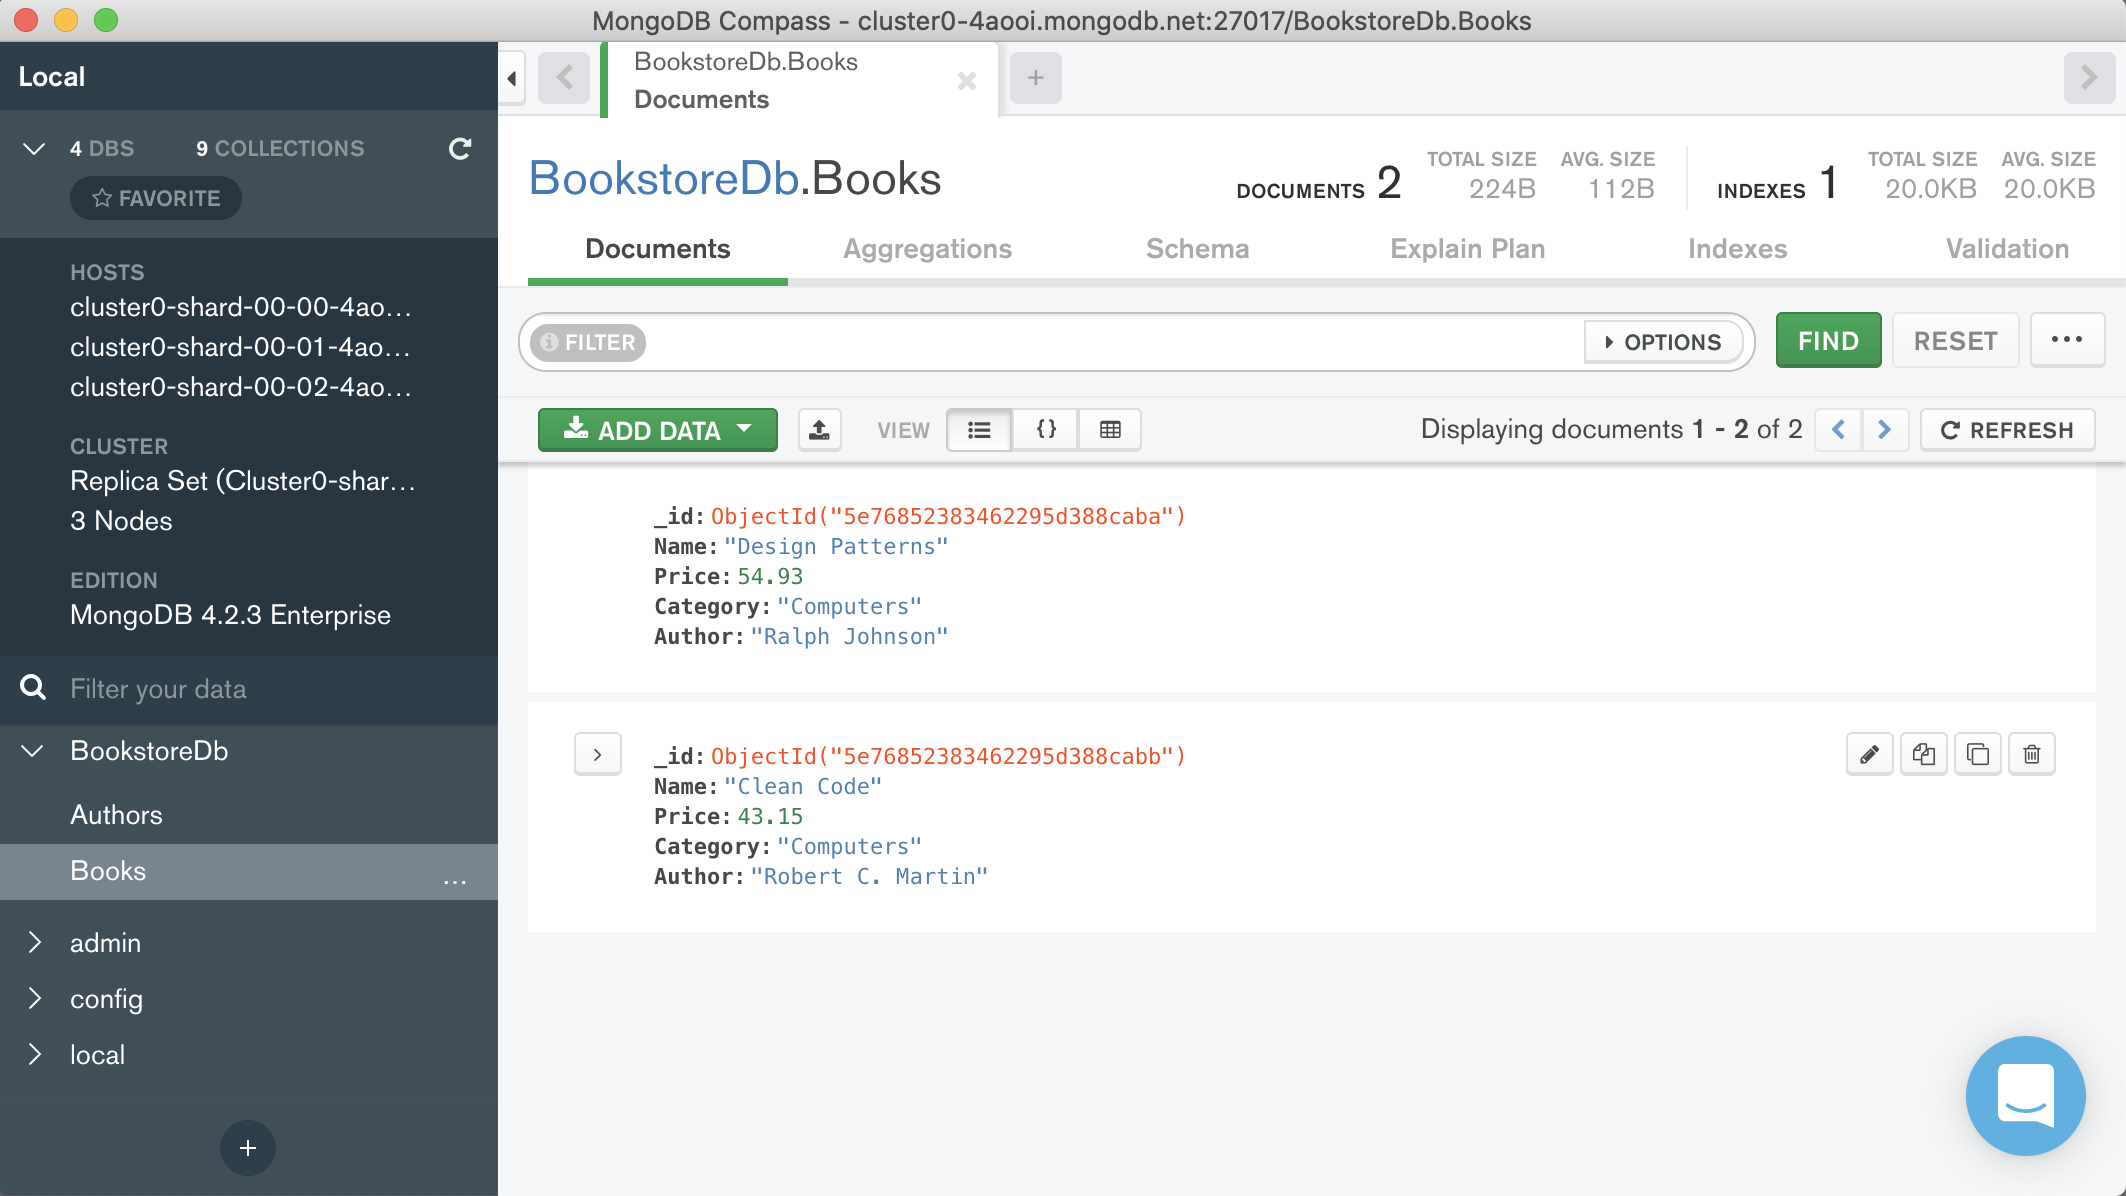 MongoDB Compass - cluster0-4aooi.mongodb.net:27017/BookstoreDb.Books
Local
4 DBS 9 COLLECTIONS
FAVORITE
HOSTS
cluster0-shard-00-00-4ao...
cluster0-shard-00-01-4ao...
cluster0-shard-00-02-4ao...
CLUSTER
Replica Set (Cluster0-shar...
3 Nodes
EDITION
MongoDB 4.2.3 Enterprise
Filter your data
BookstoreDb
Authors
Books ...
admin
config
local
+
BookstoreDb.Books
Documents
+
BookstoreDb.Books
DOCUMENTS 2
TOTAL SIZE AVG. SIZE
224B 112B
INDEXES 1
TOTAL SIZE AVG. SIZE
20.0KB 20.0KB
Documents Aggregations Schema Explain Plan Indexes Validation
FILTER OPTIONS FIND RESET ...
ADD DATA VIEW {} Displaying documents 1 - 2 of 2 REFRESH
_id: ObjectId("5e76852383462295d388caba")
Name: "Design Patterns"
Price: 54.93
Category: "Computers"
Author: "Ralph Johnson"
_id: ObjectId("5e76852383462295d388cabb")
Name: "Clean Code"
Price: 43.15
Category: "Computers"
Author: "Robert C. Martin"